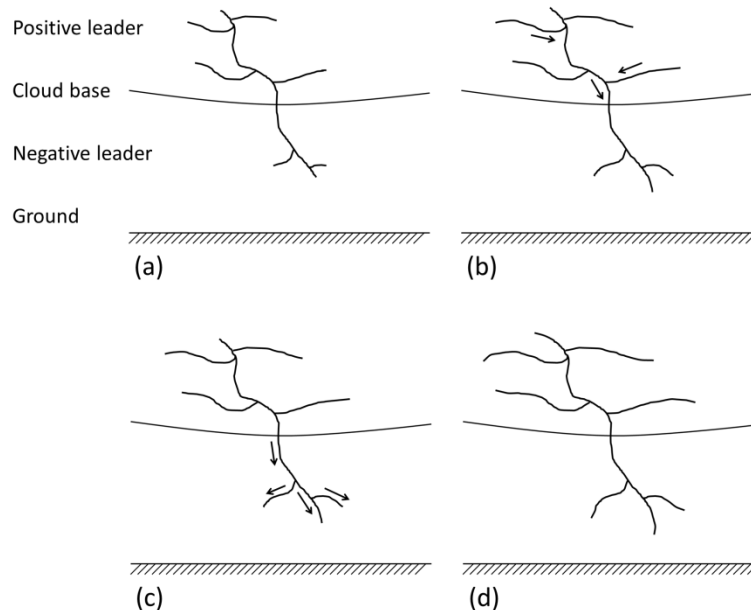 Positive leader
Cloud base
Negative leader
Ground
(a)
(b)
(c)
(d)